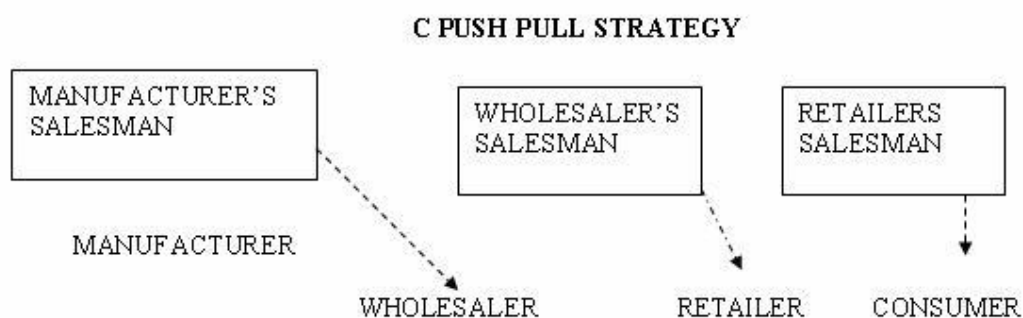 C PUSH PULL STRATEGY
MANUFACTURER'S
SALESMAN
WHOLESALER'S
SALESMAN
RETAILERS
SALESMAN
MANUFACTURER
WHOLESALER
RETAILER
CONSUMER